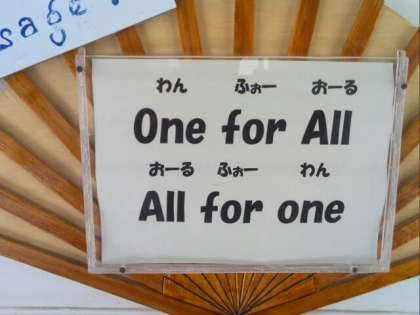 sage
わん ふぉー おーる
One for All
おーる ふぉー わん
All for one